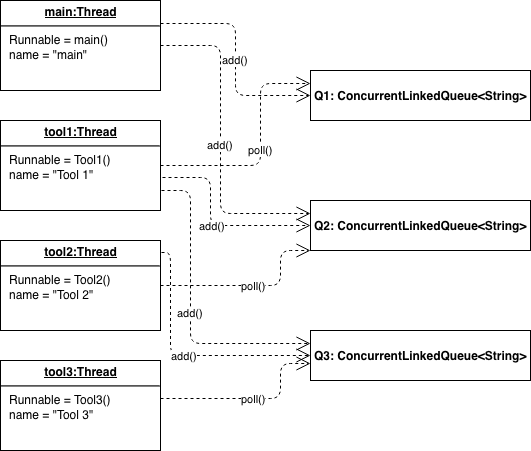 main:Thread
Runnable = main()
name = "main"
add()
Q1: ConcurrentLinkedQueue<String>
tool1:Thread
Runnable = Tool1()
name = "Tool 1"
add()
poll()
add()
Q2: ConcurrentLinkedQueue<String>
tool2:Thread
Runnable = Tool2()
name = "Tool 2"
poll()
add()
add()
Q3: ConcurrentLinkedQueue<String>
tool3:Thread
Runnable = Tool3()
name = "Tool 3"
poll()